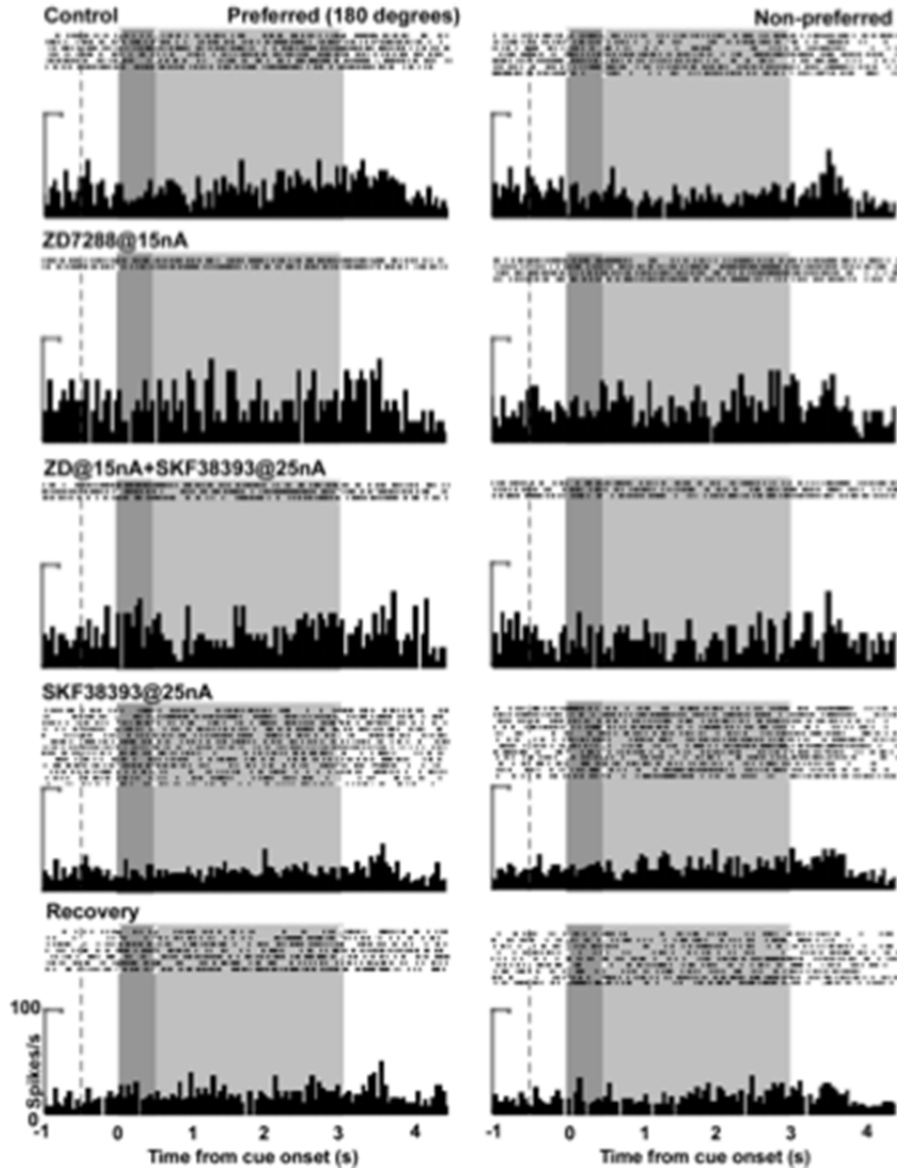 Control Preferred (180 degrees) Non-preferred
ZD7288@15nA
ZD@15nA+SKF38393@25nA
SKF38393@25nA
Recovery
100
Spikes/s
0
-1 0 1 2 3 4 -1 0 1 2 3 4
Time from cue onset (s) Time from cue onset (s)